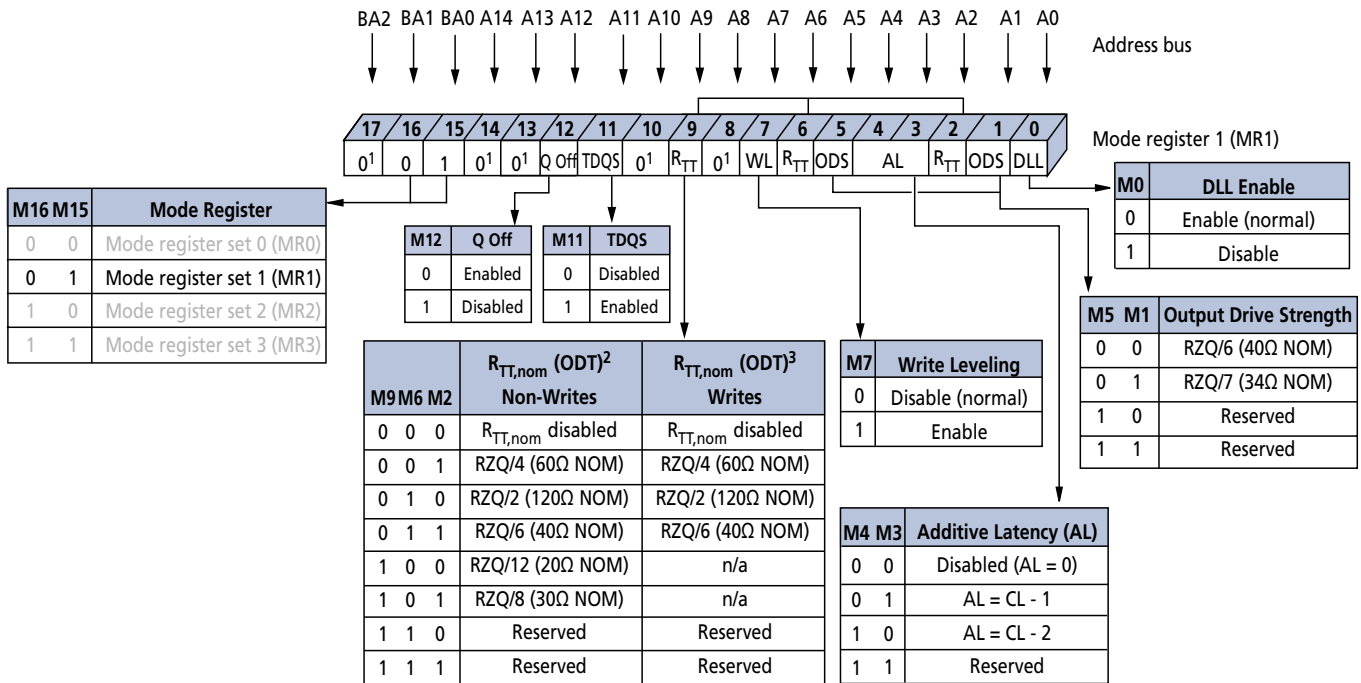 BA2 BA1 BA0 A14 A13 A12 A11 A10 A9 A8 A7 A6 A5 A4 A3 A2 A1 A0
Address bus
17 16 15 14 13 12 11 10 9 8 7 6 5 4 3 2 1 0
0¹ 0 1 0¹ 0¹ Q Off TDQS 0¹ R_TT 0¹ WL R_TT ODS AL R_TT ODS DLL
Mode register 1 (MR1)
M16 M15 Mode Register
0 0 Mode register set 0 (MR0)
0 1 Mode register set 1 (MR1)
1 0 Mode register set 2 (MR2)
1 1 Mode register set 3 (MR3)
M12 Q Off
0 Enabled
1 Disabled
M11 TDQS
0 Disabled
1 Enabled
M0 DLL Enable
0 Enable (normal)
1 Disable
M5 M1 Output Drive Strength
0 0 RZQ/6 (40Ω NOM)
0 1 RZQ/7 (34Ω NOM)
1 0 Reserved
1 1 Reserved
M9 M6 M2 R_TT,nom (ODT)² Non-Writes R_TT,nom (ODT)³ Writes
0 0 0 R_TT,nom disabled R_TT,nom disabled
0 0 1 RZQ/4 (60Ω NOM) RZQ/4 (60Ω NOM)
0 1 0 RZQ/2 (120Ω NOM) RZQ/2 (120Ω NOM)
0 1 1 RZQ/6 (40Ω NOM) RZQ/6 (40Ω NOM)
1 0 0 RZQ/12 (20Ω NOM) n/a
1 0 1 RZQ/8 (30Ω NOM) n/a
1 1 0 Reserved Reserved
1 1 1 Reserved Reserved
M7 Write Leveling
0 Disable (normal)
1 Enable
M4 M3 Additive Latency (AL)
0 0 Disabled (AL = 0)
0 1 AL = CL - 1
1 0 AL = CL - 2
1 1 Reserved